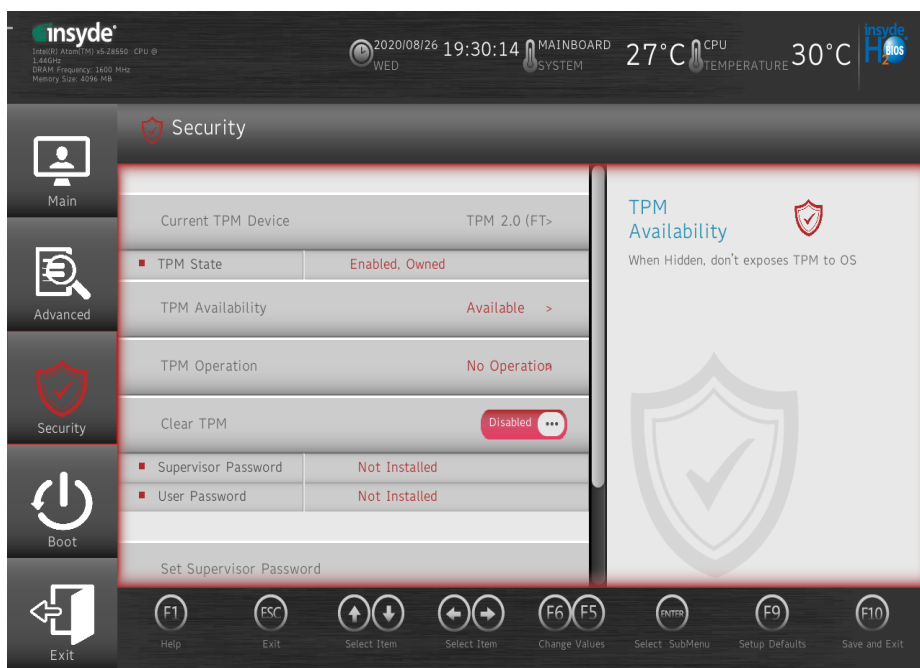 insyde
Intel(R) Atom(TM) x5-Z8550 CPU @
1.44GHz
DRAM Frequency: 1600 MHz
Memory Size: 4096 MB
2020/08/26
WED
19:30:14
MAINBOARD
SYSTEM
27°C
CPU
TEMPERATURE
30°C
insyde
H2O
BIOS
Main
Advanced
Security
Boot
Exit
Security
Current TPM Device TPM 2.0 (FT>
TPM State Enabled, Owned
TPM Availability Available >
TPM Operation No Operation
Clear TPM Disabled
Supervisor Password Not Installed
User Password Not Installed
Set Supervisor Password
TPM
Availability
When Hidden, don't exposes TPM to OS
F1
Help
ESC
Exit
Select Item
Select Item
F6 F5
Change Values
ENTER
Select SubMenu
F9
Setup Defaults
F10
Save and Exit